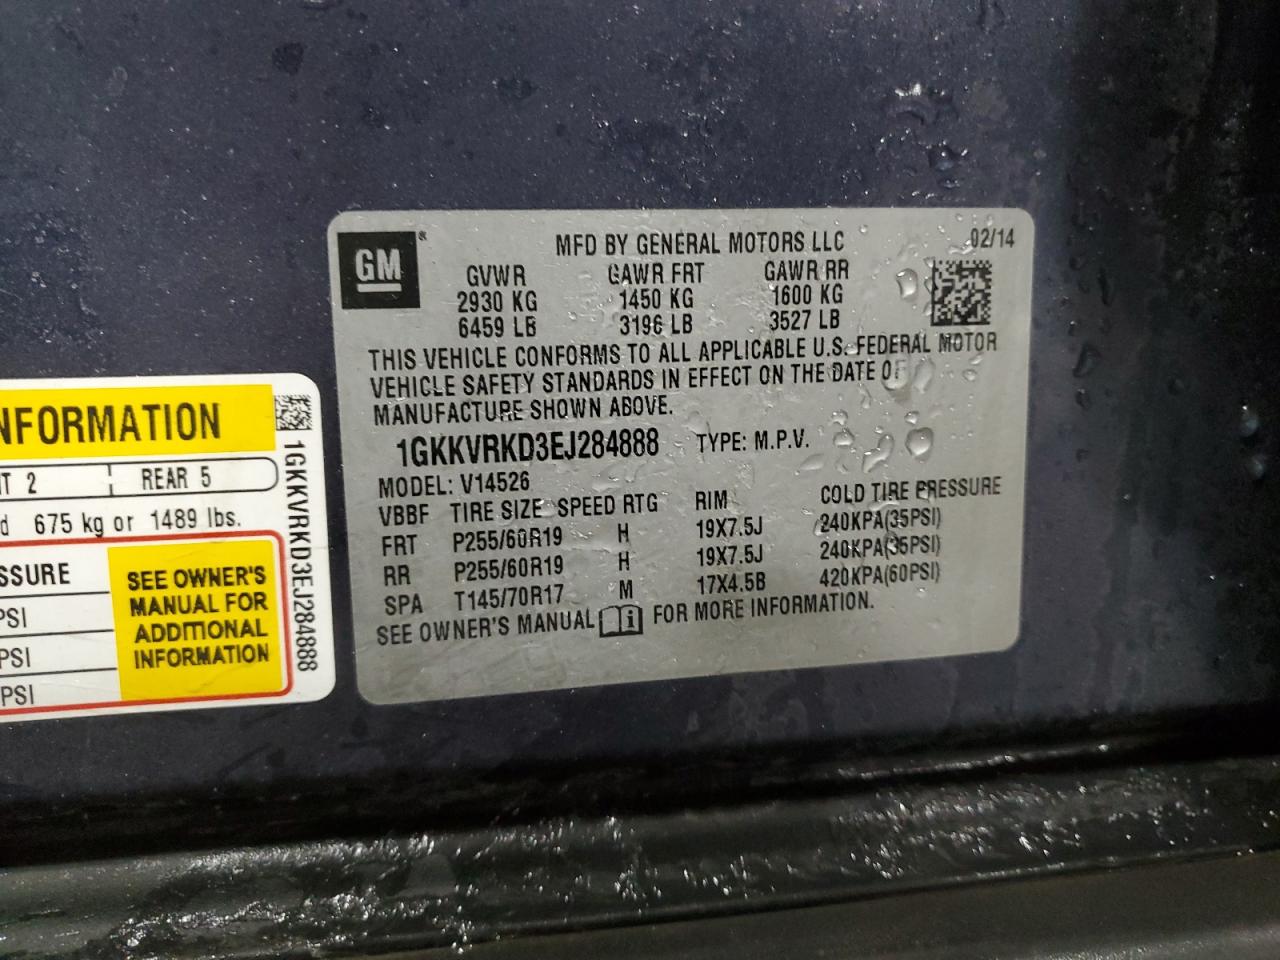 GM ®
MFD BY GENERAL MOTORS LLC 02/14
GVWR GAWR FRT GAWR RR
2930 KG 1450 KG 1600 KG
6459 LB 3196 LB 3527 LB
THIS VEHICLE CONFORMS TO ALL APPLICABLE U.S. FEDERAL MOTOR
VEHICLE SAFETY STANDARDS IN EFFECT ON THE DATE OF
MANUFACTURE SHOWN ABOVE.
1GKKVRKD3EJ284888 TYPE: M.P.V.
MODEL: V14526
VBBF TIRE SIZE SPEED RTG RIM COLD TIRE PRESSURE
FRT P255/60R19 H 19X7.5J 240KPA(35PSI)
RR P255/60R19 H 19X7.5J 240KPA(35PSI)
SPA T145/70R17 M 17X4.5B 420KPA(60PSI)
SEE OWNER'S MANUAL i FOR MORE INFORMATION.
NFORMATION
NT 2 REAR 5
d 675 kg or 1489 lbs.
SSURE
PSI
PSI
PSI
SEE OWNER'S
MANUAL FOR
ADDITIONAL
INFORMATION
1GKKVRKD3EJ284888